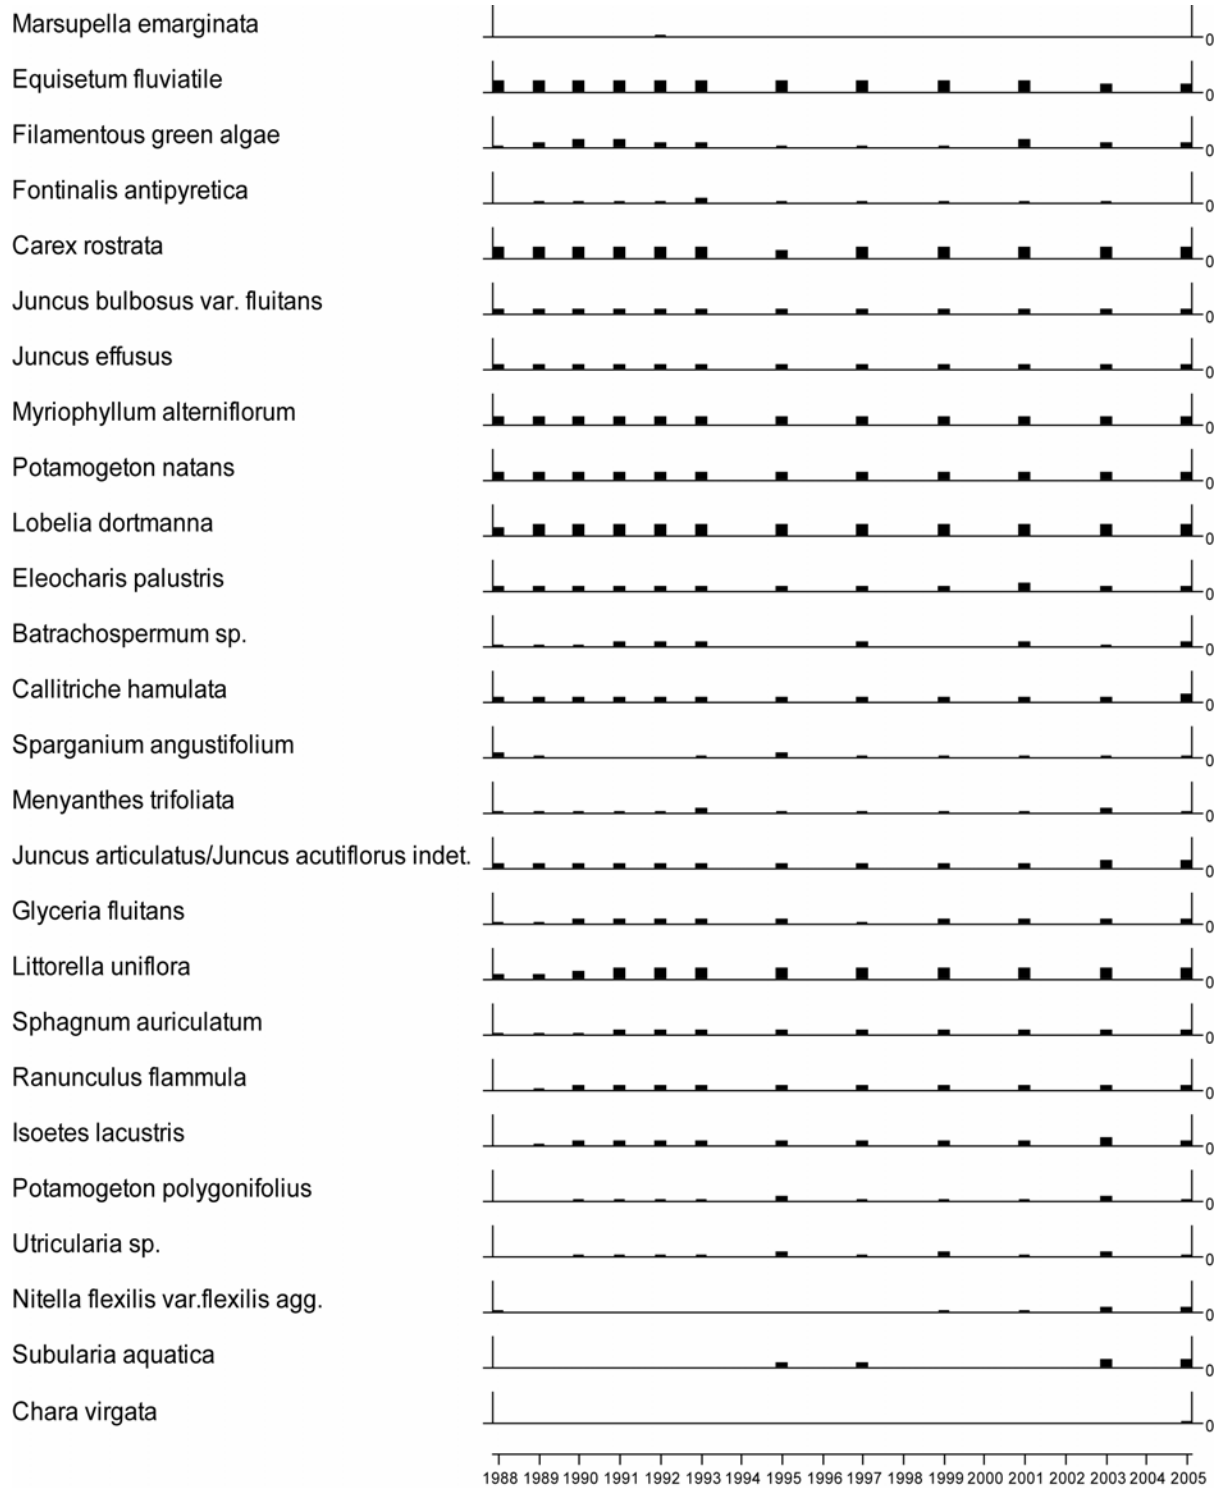 Marsupella emarginata
0
Equisetum fluviatile
0
Filamentous green algae
0
Fontinalis antipyretica
0
Carex rostrata
0
Juncus bulbosus var. fluitans
0
Juncus effusus
0
Myriophyllum alterniflorum
0
Potamogeton natans
0
Lobelia dortmanna
0
Eleocharis palustris
0
Batrachospermum sp.
0
Callitriche hamulata
0
Sparganium angustifolium
0
Menyanthes trifoliata
0
Juncus articulatus/Juncus acutiflorus indet.
0
Glyceria fluitans
0
Littorella uniflora
0
Sphagnum auriculatum
0
Ranunculus flammula
0
Isoetes lacustris
0
Potamogeton polygonifolius
0
Utricularia sp.
0
Nitella flexilis var.flexilis agg.
0
Subularia aquatica
0
Chara virgata
0
1988 1989 1990 1991 1992 1993 1994 1995 1996 1997 1998 1999 2000 2001 2002 2003 2004 2005